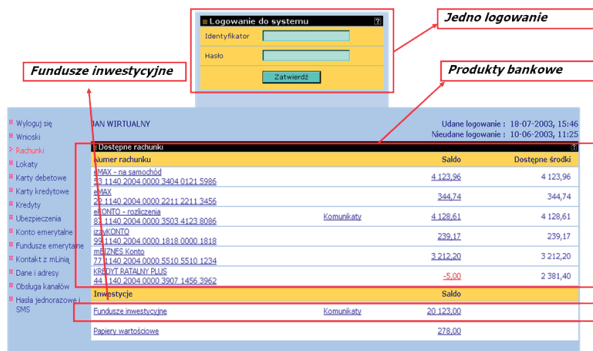 Logowanie do systemu ?
Identyfikator
Hasło
Zatwierdź
Jedno logowanie
Fundusze inwestycyjne
Produkty bankowe
Wyloguj się
Wnioski
Rachunki
Lokaty
Karty debetowe
Karty kredytowe
Kredyty
Ubezpieczenia
Konto emerytalne
Fundusze emerytalne
Kontakt z mLinią
Dane i adresy
Obsługa kanałów
Hasła jednorazowe i
SMS
JAN WIRTUALNY
Udane logowanie : 18-07-2003, 15:46
Nieudane logowanie : 10-06-2003, 11:25
Dostępne rachunki ?
Numer rachunku Saldo Dostępne środki
eMAX - na samochód
53 1140 2004 0000 3404 0121 5986 4 123,96 4 123,96
eMAX
22 1140 2004 0000 2211 2211 3456 344,74 344,74
eKONTO - rozliczenia
87 1140 2004 0000 3503 4123 8086 Komunikaty 4 128,61 4 128,61
izzyKONTO
99 1140 2004 0000 1818 0000 1818 239,17 239,17
mBIZNES Konto
77 1140 2004 0000 5510 5510 1234 3 212,20 3 212,20
KREDYT RATALNY PLUS
44 1140 2004 0000 3907 1456 3962 -5,00 2 381,40
Inwestycje Saldo
Fundusze inwestycyjne Komunikaty 20 123,00
Papiery wartościowe 278,00